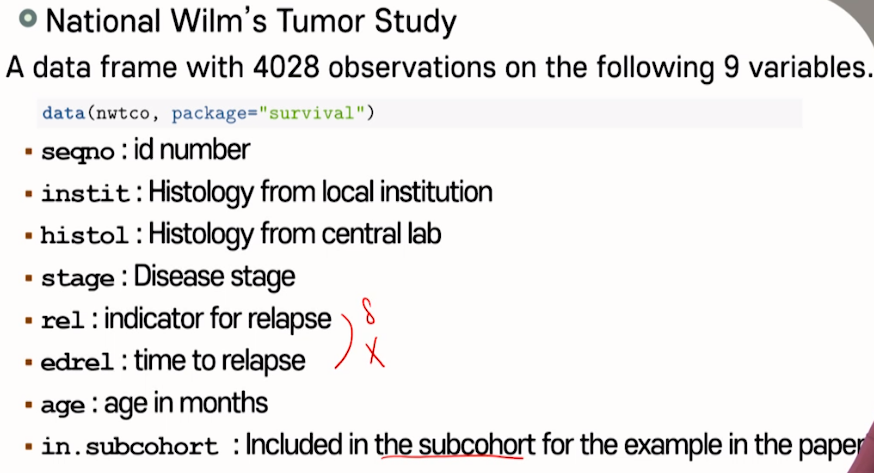 National Wilm's Tumor Study
A data frame with 4028 observations on the following 9 variables.
data(nwtco, package="survival")
seqno : id number
instit : Histology from local institution
histol : Histology from central lab
stage : Disease stage
rel : indicator for relapse δ
edrel : time to relapse X
age : age in months
in.subcohort : Included in the subcohort for the example in the paper